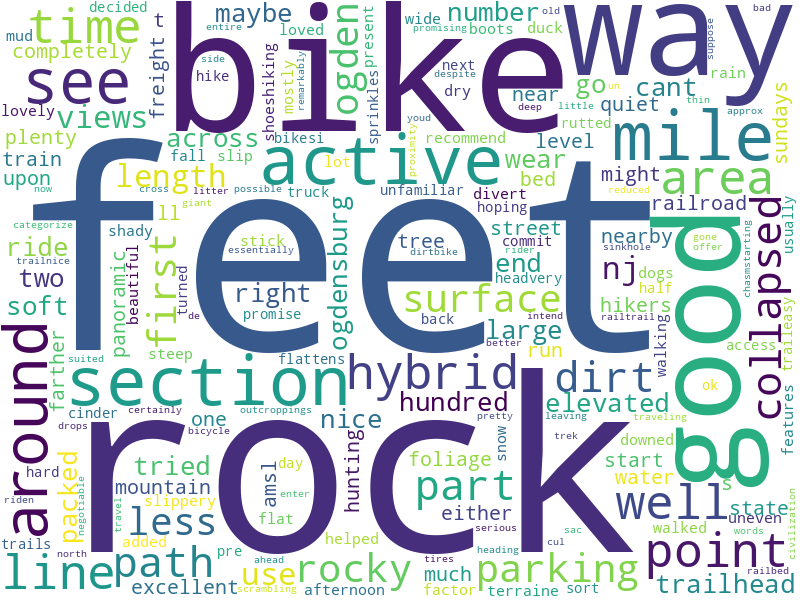 decided
old
bad
mud
entire
time
freight
bike
maybe
number
way
suppose
completely
side
loved
wide
promising
boots
duck
see
t
hike
remarkably
ogden
present
next
despite
near
cant
rain
lovely
views
shoeshiking
mostly
sprinkles
dry
deep
go
quiet
little
thin
approx
plenty
across
bikesi
youd
recommend
level
rutted
mile
un
sundays
train
fall
slip
active
wear
bed
might
area
upon
length
lot
proximity
now
cross
litter
possible
truck
unfamiliar
divert
hoping
reduced
usually
categorize
giant
ll
shady
feet
street
railroad
ride
first
stick
essentially
tree
dirtbike
commit
nearby
good
gone
offer
collapsed
two
panoramic
beautiful
turned
right
rider
headvery
end
nj
sinkhole
dogs
chasmstarting
soft
de
promise
ogdensburg
back
surface
intend
railtrail
half
hikers
trailnice
better
large
run
walking
access
features
farther
steep
flattens
section
hybrid
dirt
traileasy
around
suited
cinder
certainly
outcroppings
hundred
pretty
leaving
elevated
traveling
ok
drops
bicycle
one
nice
trek
rock
packed
hard
tried
day
foliage
snow
downed
riden
negotiable
mountain
amsl
hunting
part
start
water
s
state
trails
slippery
enter
flat
either
well
uneven
north
travel
less
added
helped
serious
walked
words
line
path
pre
ahead
tires
sac
cul
point
civilization
railbed
scrambling
use
rocky
much
heading
parking
excellent
afternoon
factor
terraine
sort
trailhead